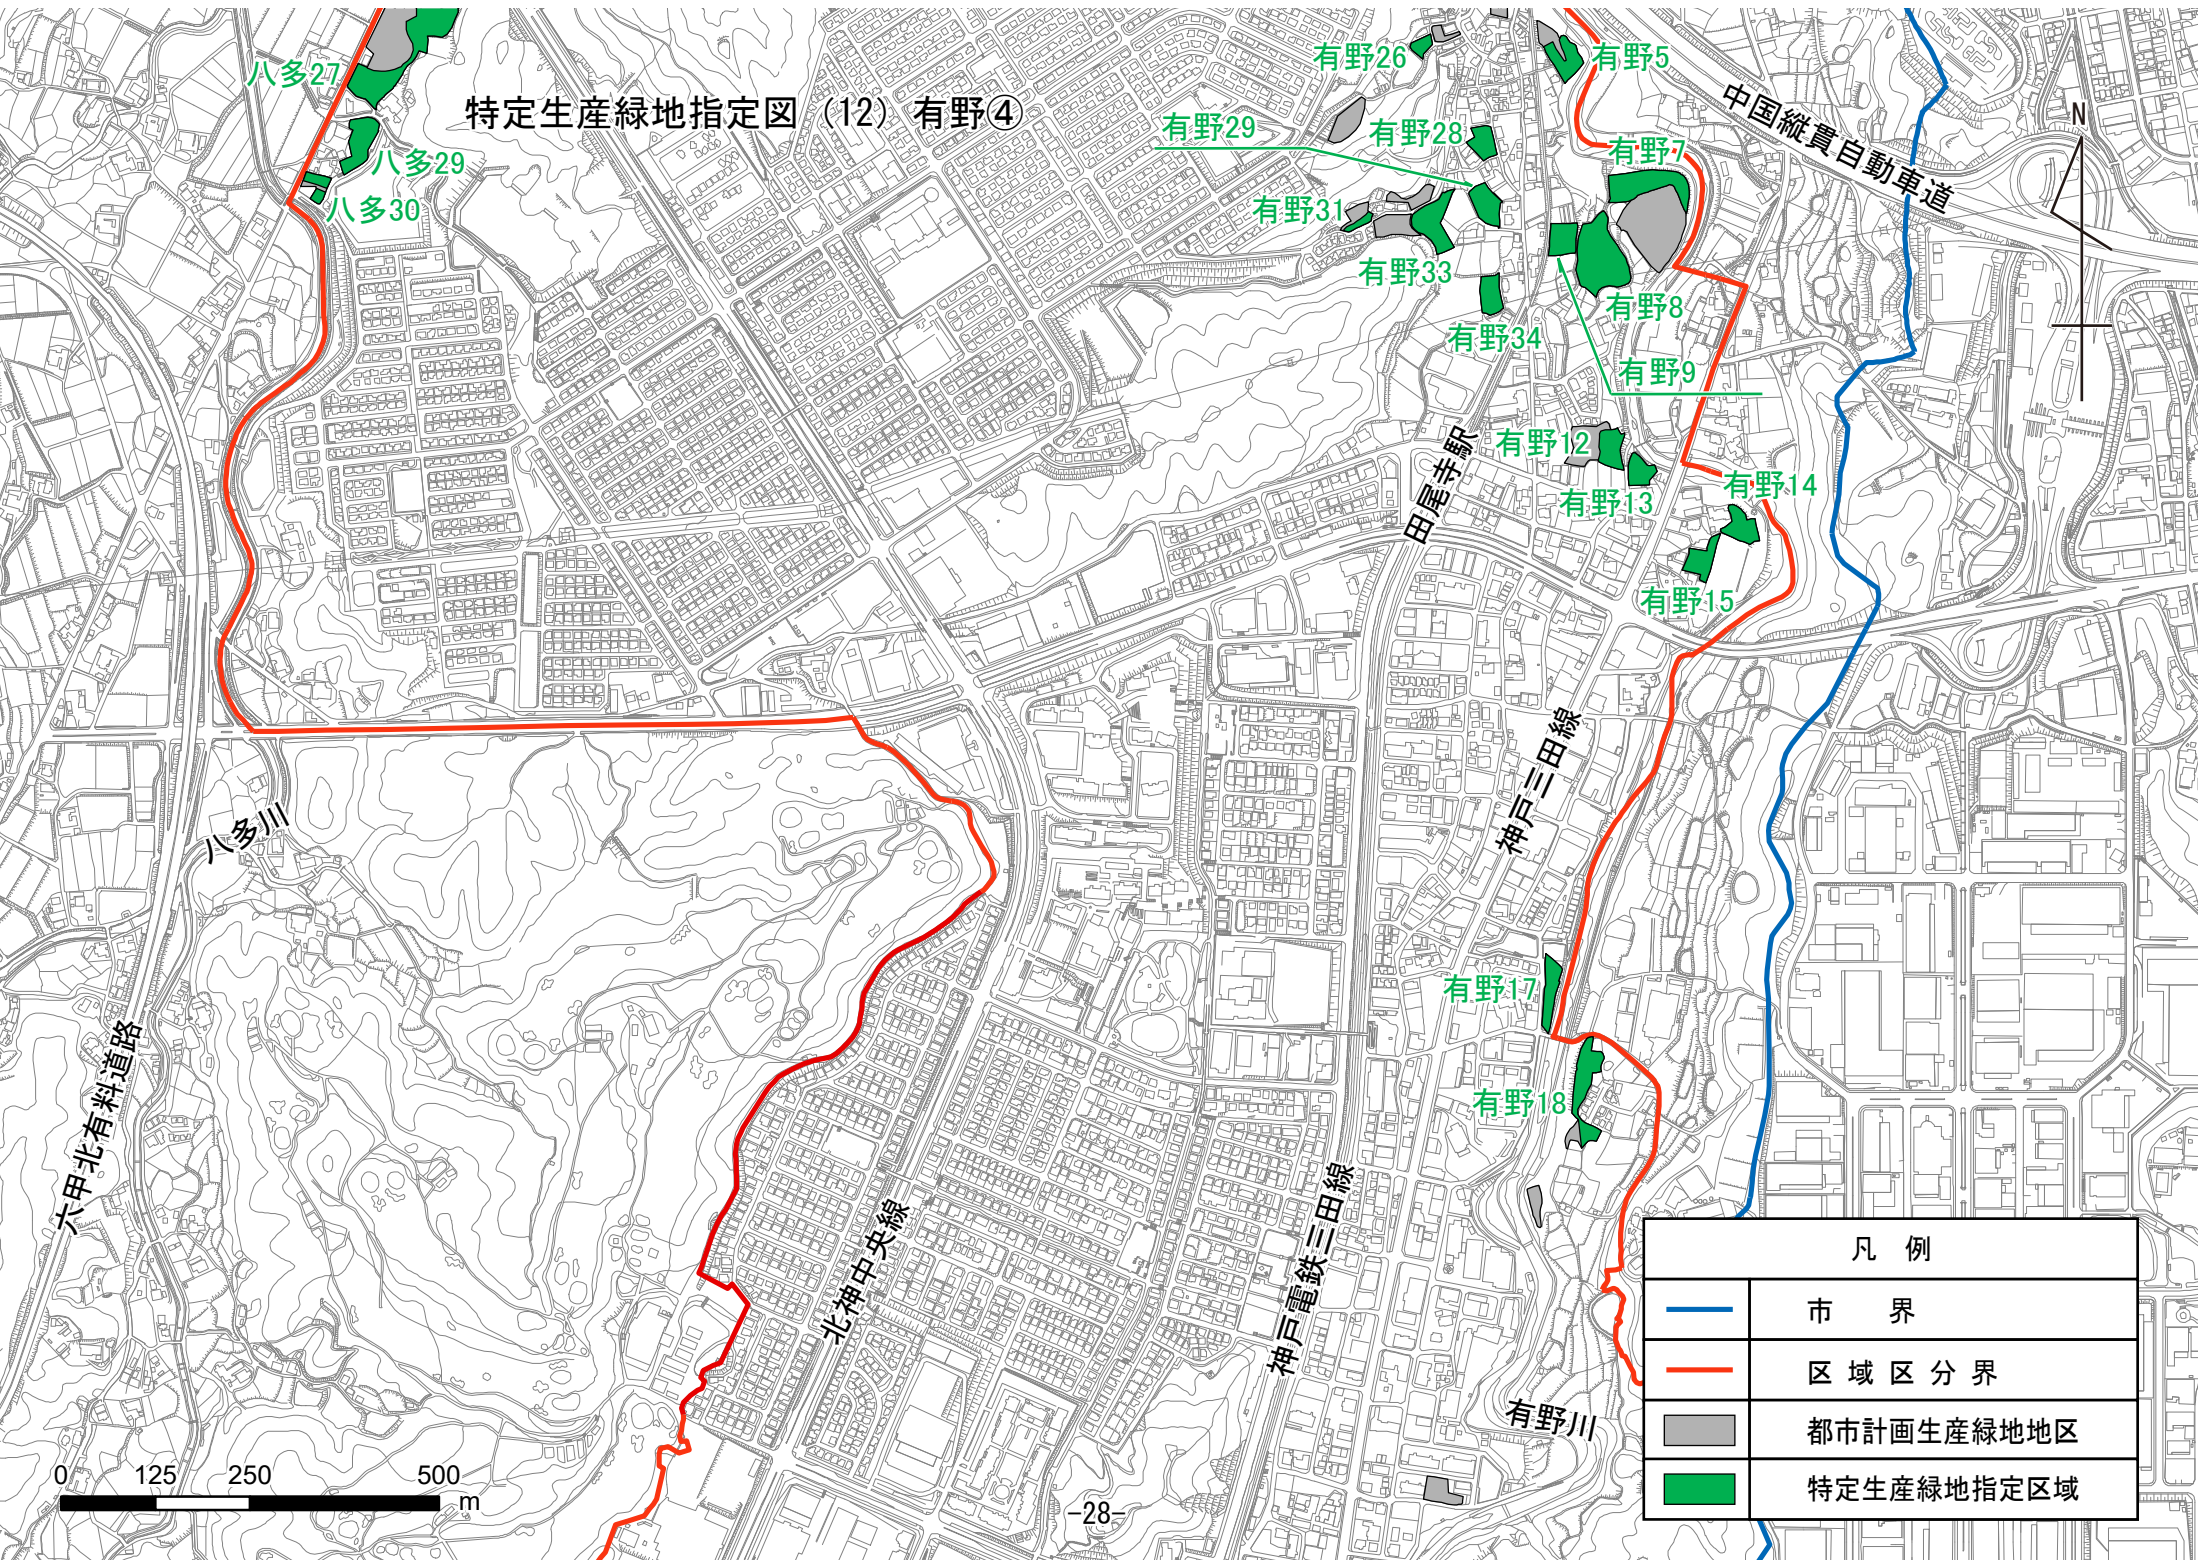 特定生産緑地指定図（12）有野④
八多27
八多29
八多30
有野26
有野5
有野29
有野28
有野7
有野31
有野33
有野34
有野8
有野9
有野12
有野13
有野14
有野15
有野17
有野18
中国縦貫自動車道
N
田尾寺駅
神戸三田線
八多川
六甲北有料道路
北神中央線
神戸電鉄三田線
有野川
凡 例
市 界
区域区分界
都市計画生産緑地地区
特定生産緑地指定区域
0 125 250 500 m
-28-